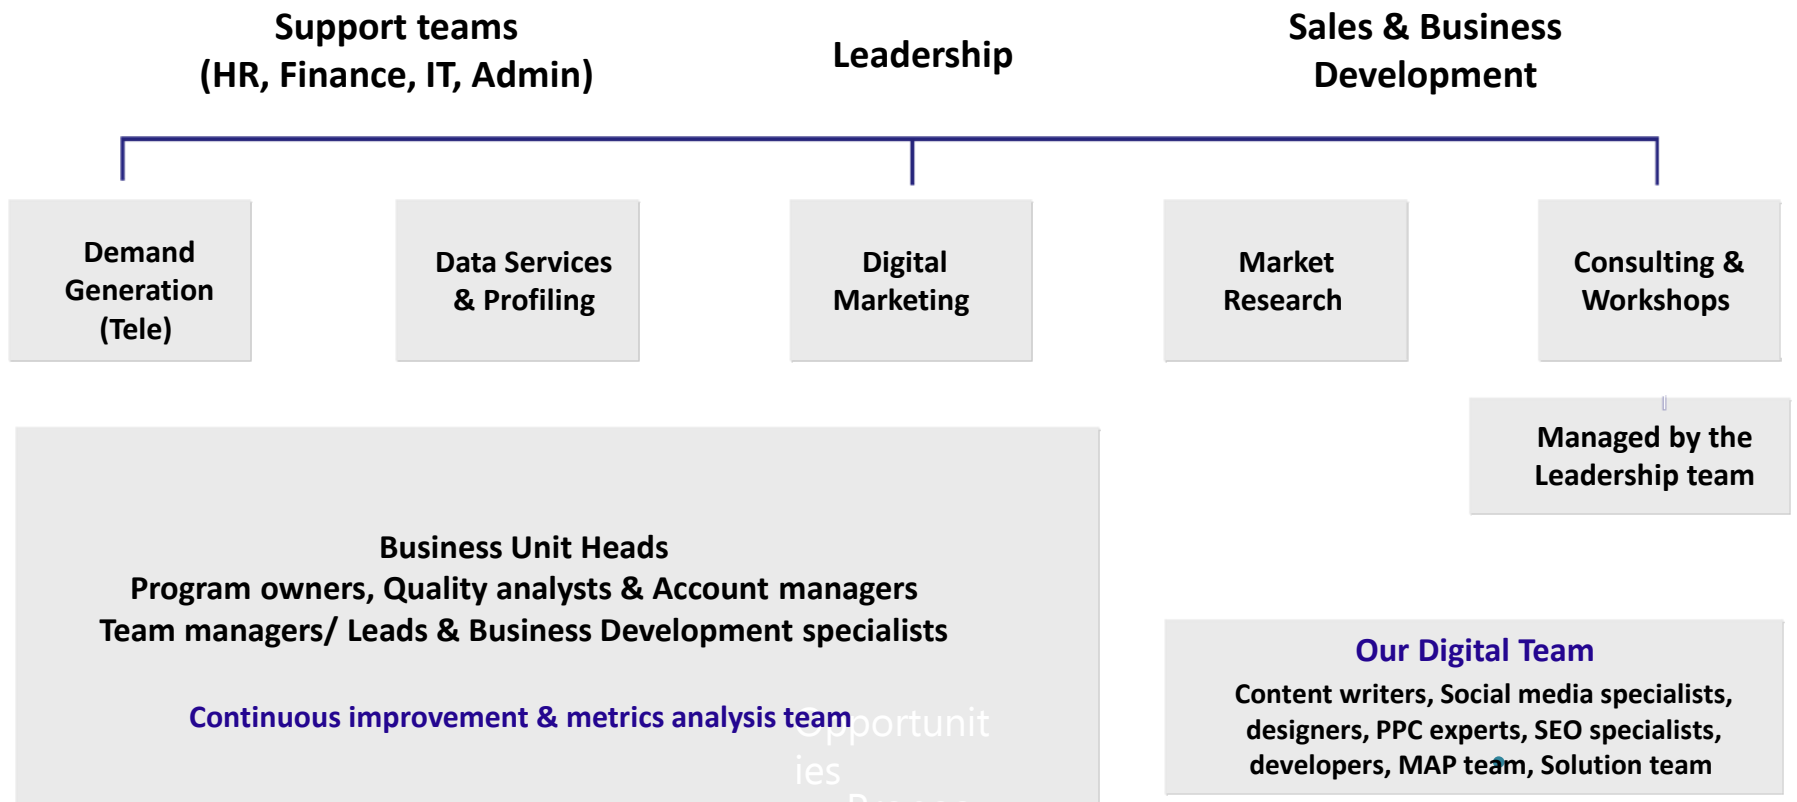 Support teams
(HR, Finance, IT, Admin)
Leadership
Sales & Business
Development
Demand
Generation
(Tele)
Data Services
& Profiling
Digital
Marketing
Market
Research
Consulting &
Workshops
Managed by the
Leadership team
Business Unit Heads
Program owners, Quality analysts & Account managers
Team managers/ Leads & Business Development specialists
Continuous improvement & metrics analysis team
Opportunit
ies
Our Digital Team
Content writers, Social media specialists,
designers, PPC experts, SEO specialists,
developers, MAP team, Solution team